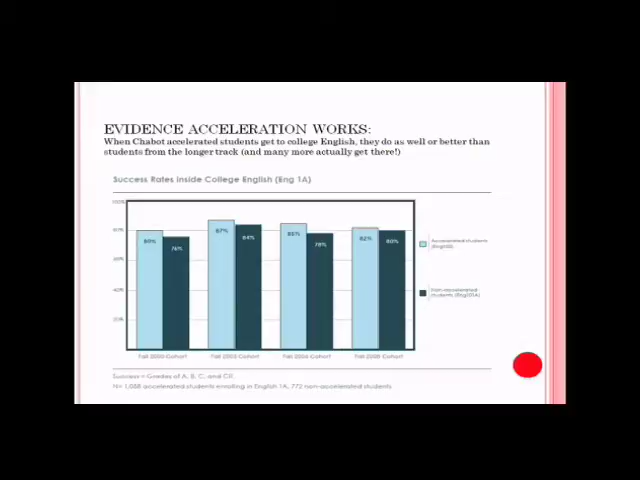 EVIDENCE ACCELERATION WORKS:
When Chabot accelerated students get to college English, they do as well or better than
students from the longer track (and many more actually get there!)
Success Rates Inside College English (Eng 1A)
100%
80%
60%
40%
20%
80%
76%
87%
84%
78%
82%
80%
Fall 2000 Cohort
Fall 2006 Cohort
Fall 2008 Cohort
Accelerated students
Non-accelerated
students (Eng101A)
Success = Grades of A, B, C, and CR
N= 1,058 accelerated students enrolling in English 1A, 772 non-accelerated students